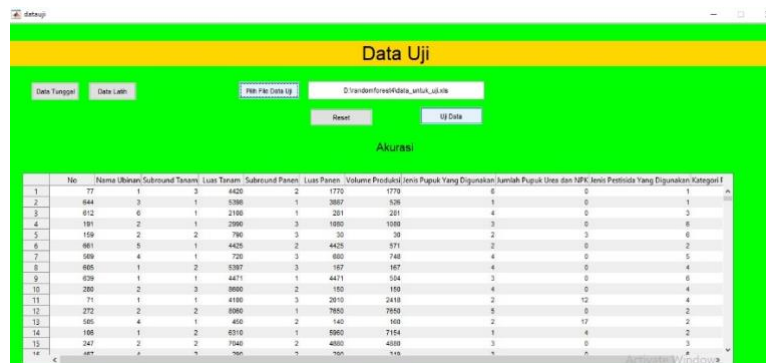 datauji
Data Uji
Data Tunggal Data Latih Pilih File Data Uji D:\randomforest4\data_untuk_uji.xls
Reset Uji Data
Akurasi
No Nama Ubinan Subround Tanam Luas Tanam Subround Panen Luas Panen Volume Produksi Jenis Pupuk Yang Digunakan Jumlah Pupuk Urea dan NPK Jenis Pestisida Yang Digunakan Kategori
1 77 1 3 4420 2 1770 1770 6 0 1
2 644 3 1 5398 1 3887 526 1 0 1
3 612 6 1 2188 1 281 281 4 0 3
4 191 2 1 2990 3 1080 1080 3 0 6
5 159 2 2 790 3 30 30 2 3 6
6 661 5 1 4425 2 4425 571 2 0 2
7 589 4 1 720 3 680 748 4 0 5
8 605 1 2 5397 3 167 167 4 0 4
9 639 1 1 4471 1 4471 504 3 0 6
10 280 2 3 8680 2 150 150 4 0 4
11 71 1 1 4180 3 2010 2418 2 12 4
12 272 2 2 8060 1 7650 7650 5 0 2
13 585 4 1 450 2 140 160 2 17 2
14 106 1 2 6310 1 5960 7154 1 4 2
15 247 2 2 7040 2 4880 4880 3 0 3
Activate Windows